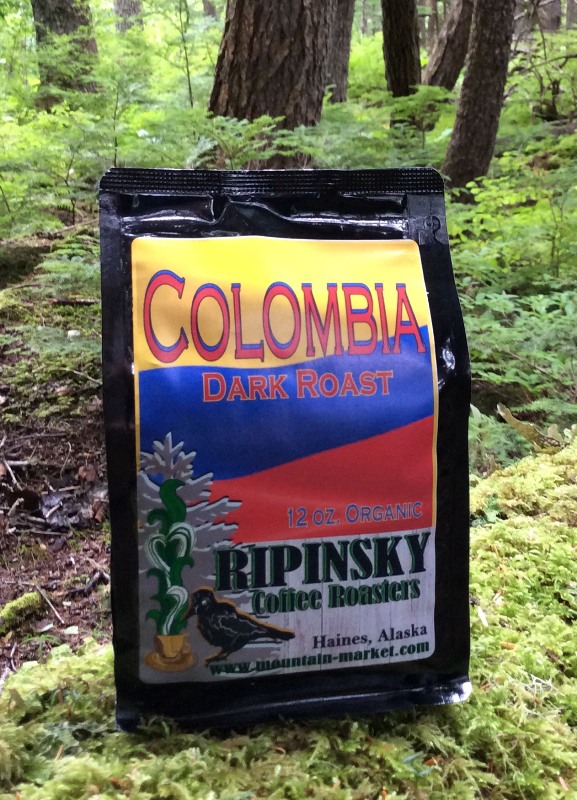 COLOMBIA
DARK ROAST
12 OZ. ORGANIC
RIPINSKY
Coffee Roasters
Haines, Alaska
www.mountain-market.com